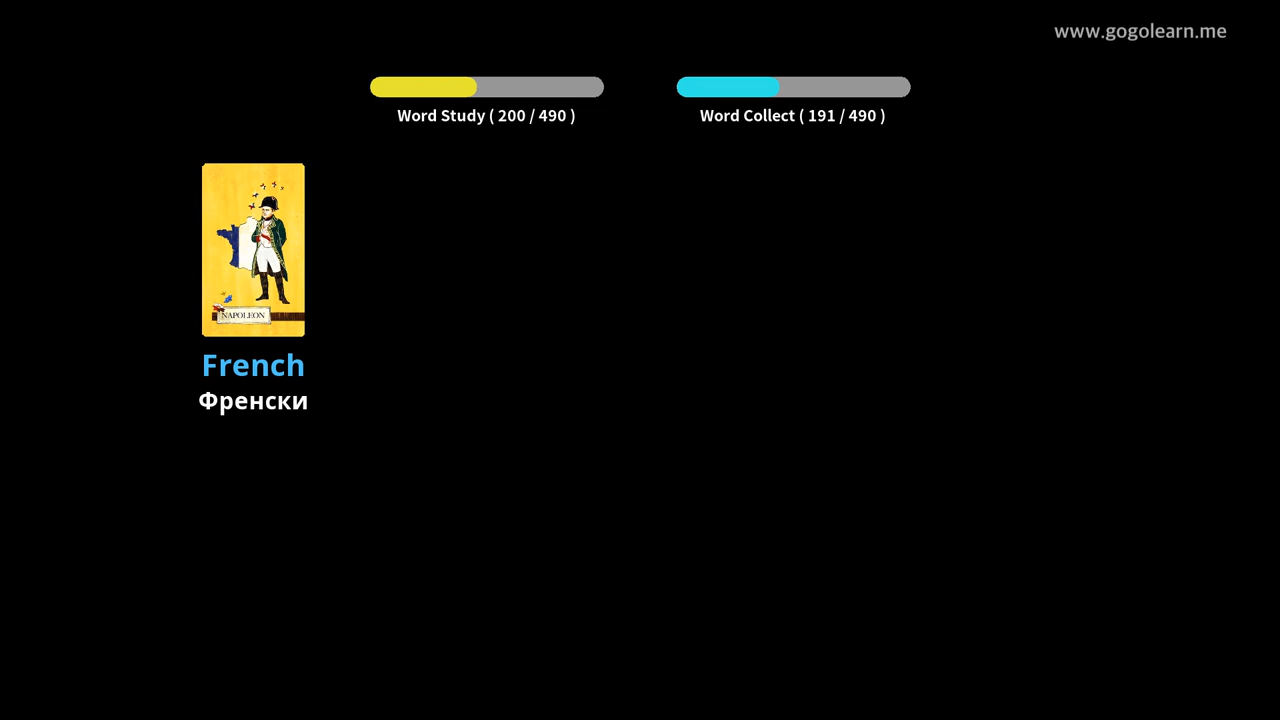 www.gogolearn.me
Word Study ( 200 / 490 )
Word Collect ( 191 / 490 )
NAPOLEON
French
Френски